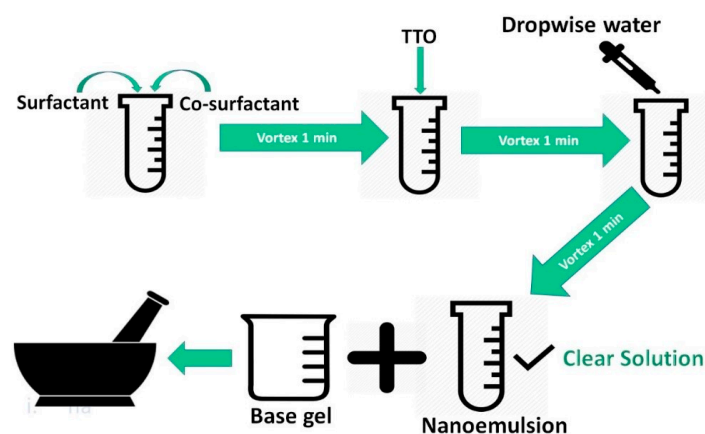 TTO
Dropwise water
Surfactant
Co-surfactant
Vortex 1 min
Vortex 1 min
Vortex 1 min
Clear Solution
Base gel
Nanoemulsion